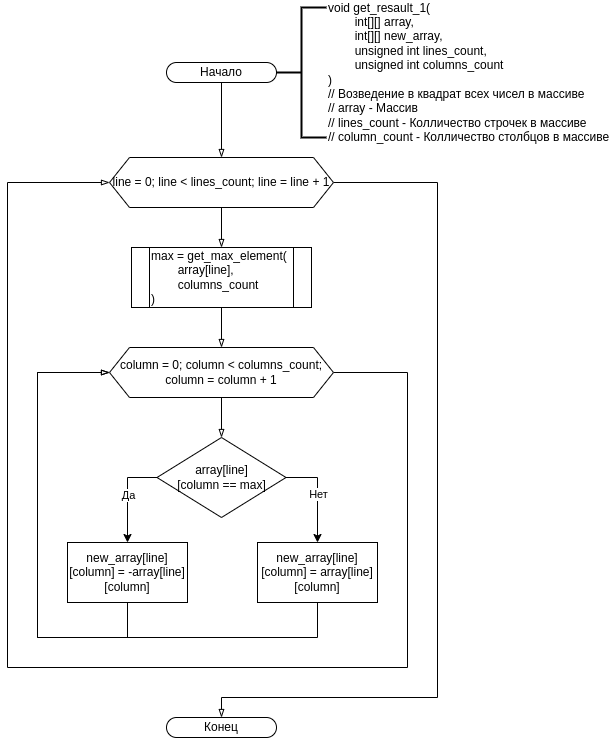 void get_resault_1(
int[][] array,
int[][] new_array,
unsigned int lines_count,
unsigned int columns_count
)
// Возведение в квадрат всех чисел в массиве
// array - Массив
// lines_count - Колличество строчек в массиве
// column_count - Колличество столбцов в массиве
Начало
line = 0; line < lines_count; line = line + 1
max = get_max_element(
array[line],
columns_count
)
column = 0; column < columns_count;
column = column + 1
array[line]
[column == max]
Да
Нет
new_array[line]
[column] = -array[line]
[column]
new_array[line]
[column] = array[line]
[column]
Конец